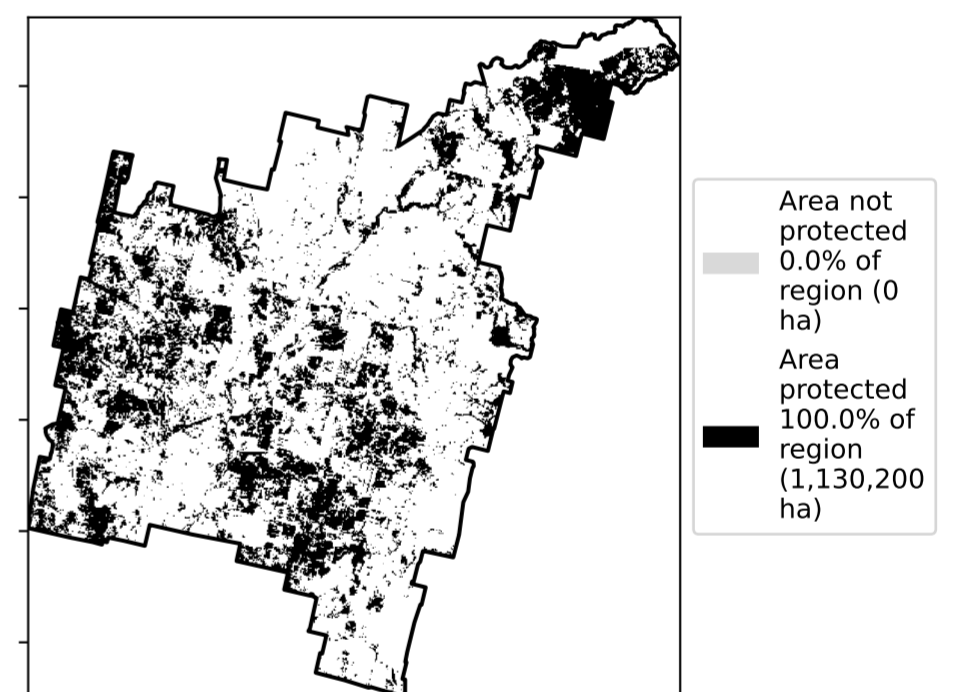 Area not
protected
0.0% of
region (0
ha)
Area
protected
100.0% of
region
(1,130,200
ha)